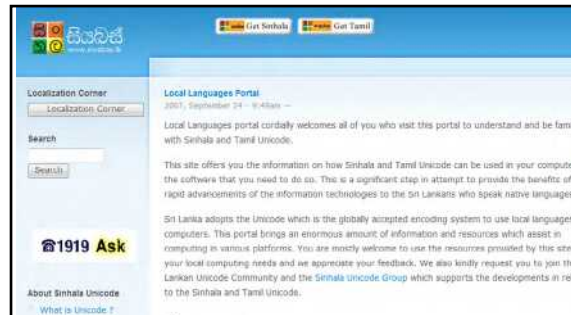 සියබස්
www.siyabas.lk
Get Sinhala
Get Tamil
Localization Corner
Localization Corner
Search
Search
1919 Ask
About Sinhala Unicode
What is Unicode ?
Local Languages Portal
2007, September 24 - 9:49am —
Local Languages portal cordially welcomes all of you who visit this portal to understand and be fam
with Sinhala and Tamil Unicode.
This site offers you the information on how Sinhala and Tamil Unicode can be used in your compute
the software that you need to do so. This is a significant step in attempt to provide the benefits of
rapid advancements of the information technologies to the Sri Lankans who speak native languages
Sri Lanka adopts the Unicode which is the globally accepted encoding system to use local languages
computers. This portal brings an enormous amount of information and resources which assist in
computing in various platforms. You are mostly welcome to use the resources provided by this site
your local computing needs and we appreciate your feedback. We also kindly request you to join th
Lankan Unicode Community and the Sinhala Unicode Group which supports the developments in re
to the Sinhala and Tamil Unicode.